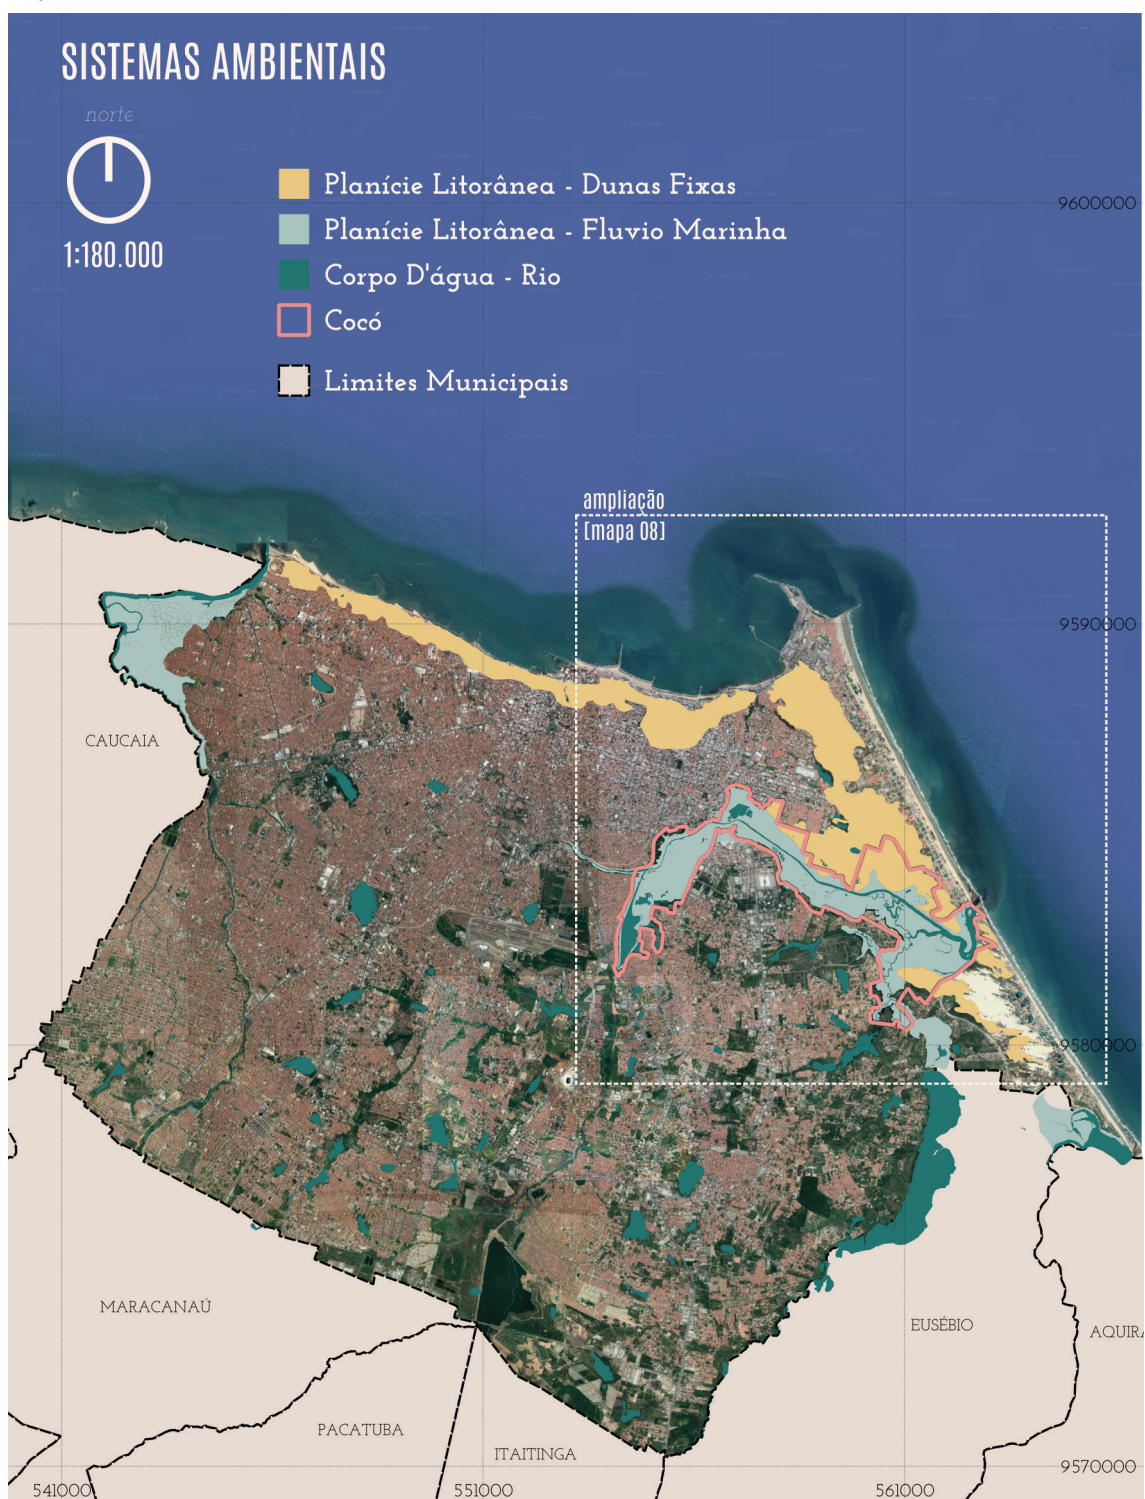 SISTEMAS AMBIENTAIS
norte
1:180.000
Planície Litorânea - Dunas Fixas
Planície Litorânea - Fluvio Marinha
Corpo D'água - Rio
Cocó
Limites Municipais
9600000
ampliação
[mapa 08]
9590000
CAUCAIA
9580000
MARACANAÚ
EUSÉBIO
AQUIRA
PACATUBA
ITAITINGA
9570000
541000
551000
561000